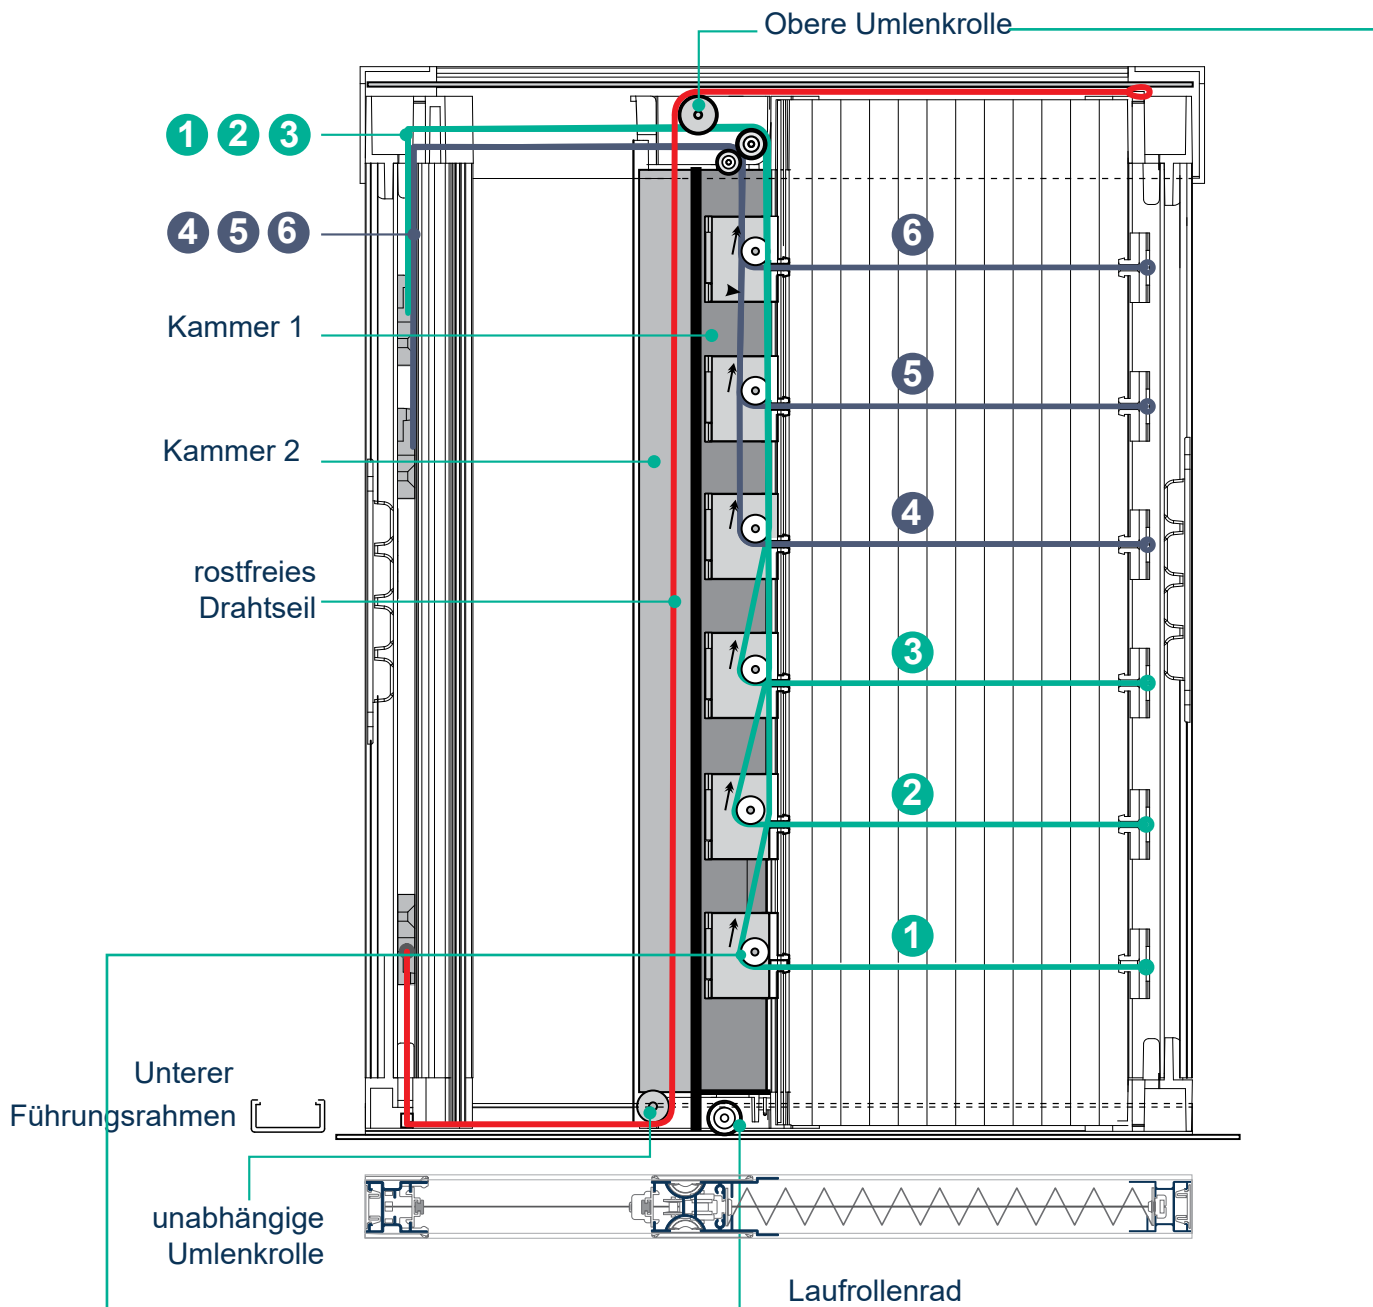 Obere Umlenkrolle
1 2 3
4 5 6
6
Kammer 1
5
Kammer 2
4
rostfreies
Drahtseil
3
2
1
Unterer
Führungsrahmen
unabhängige
Umlenkrolle
Laufrollenrad